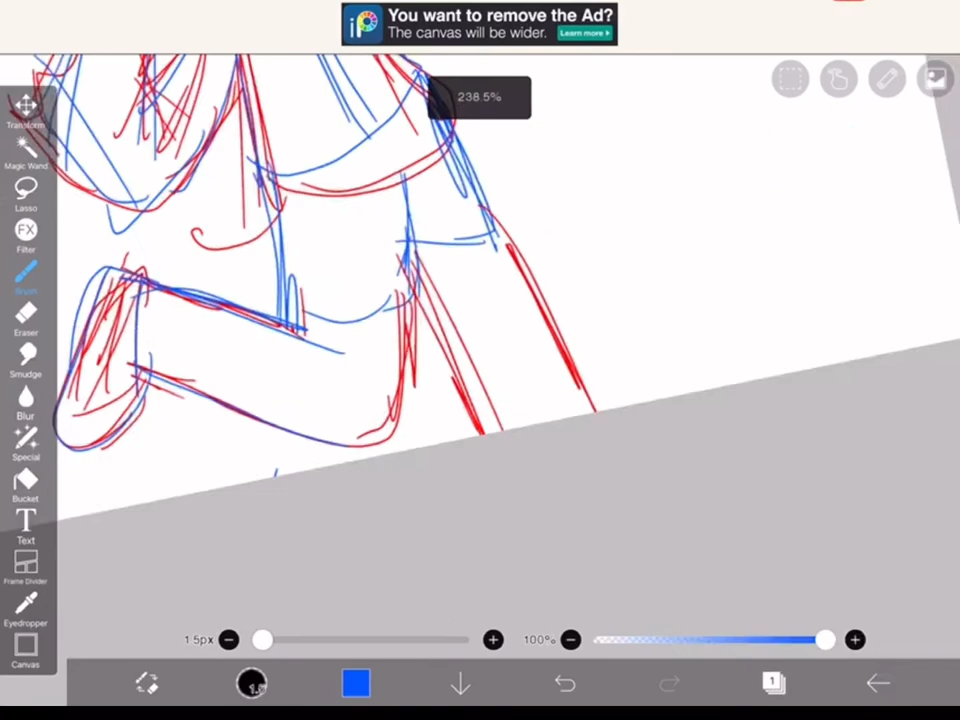 You want to remove the Ad?
The canvas will be wider.
Learn more
238.5%
Transform
Magic Wand
Lasso
FX
Filter
Brush
Eraser
Smudge
Blur
Special
Bucket
T
Text
Frame Divider
Eyedropper
Canvas
1.5px
100%
1